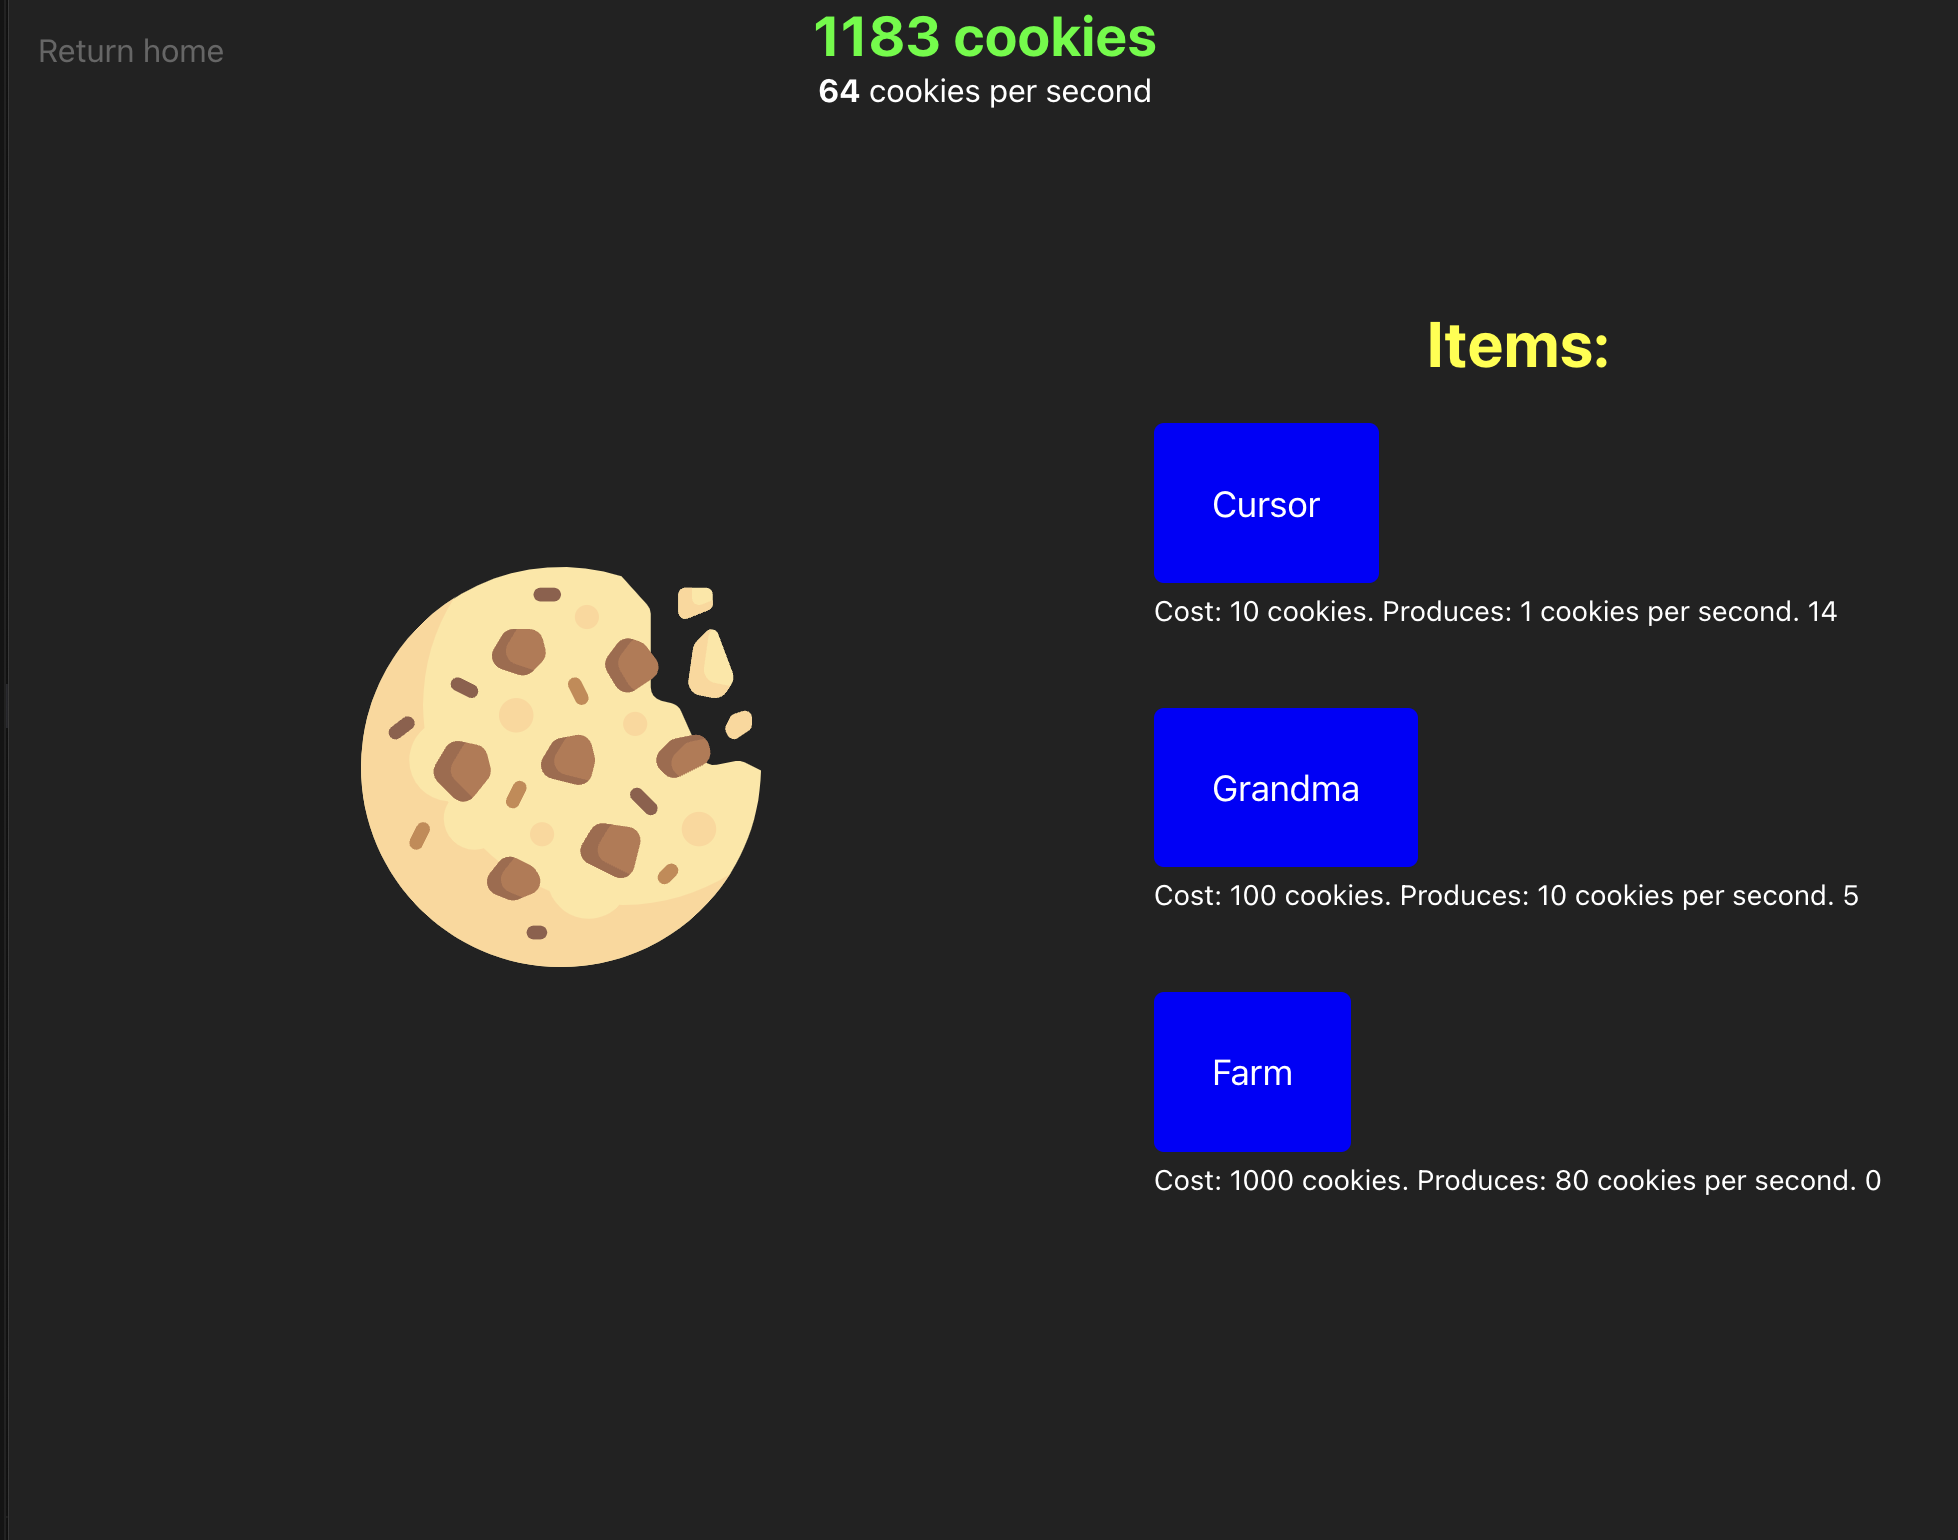 Return home
1183 cookies
64 cookies per second
Items:
Cursor
Cost: 10 cookies. Produces: 1 cookies per second. 14
Grandma
Cost: 100 cookies. Produces: 10 cookies per second. 5
Farm
Cost: 1000 cookies. Produces: 80 cookies per second. 0